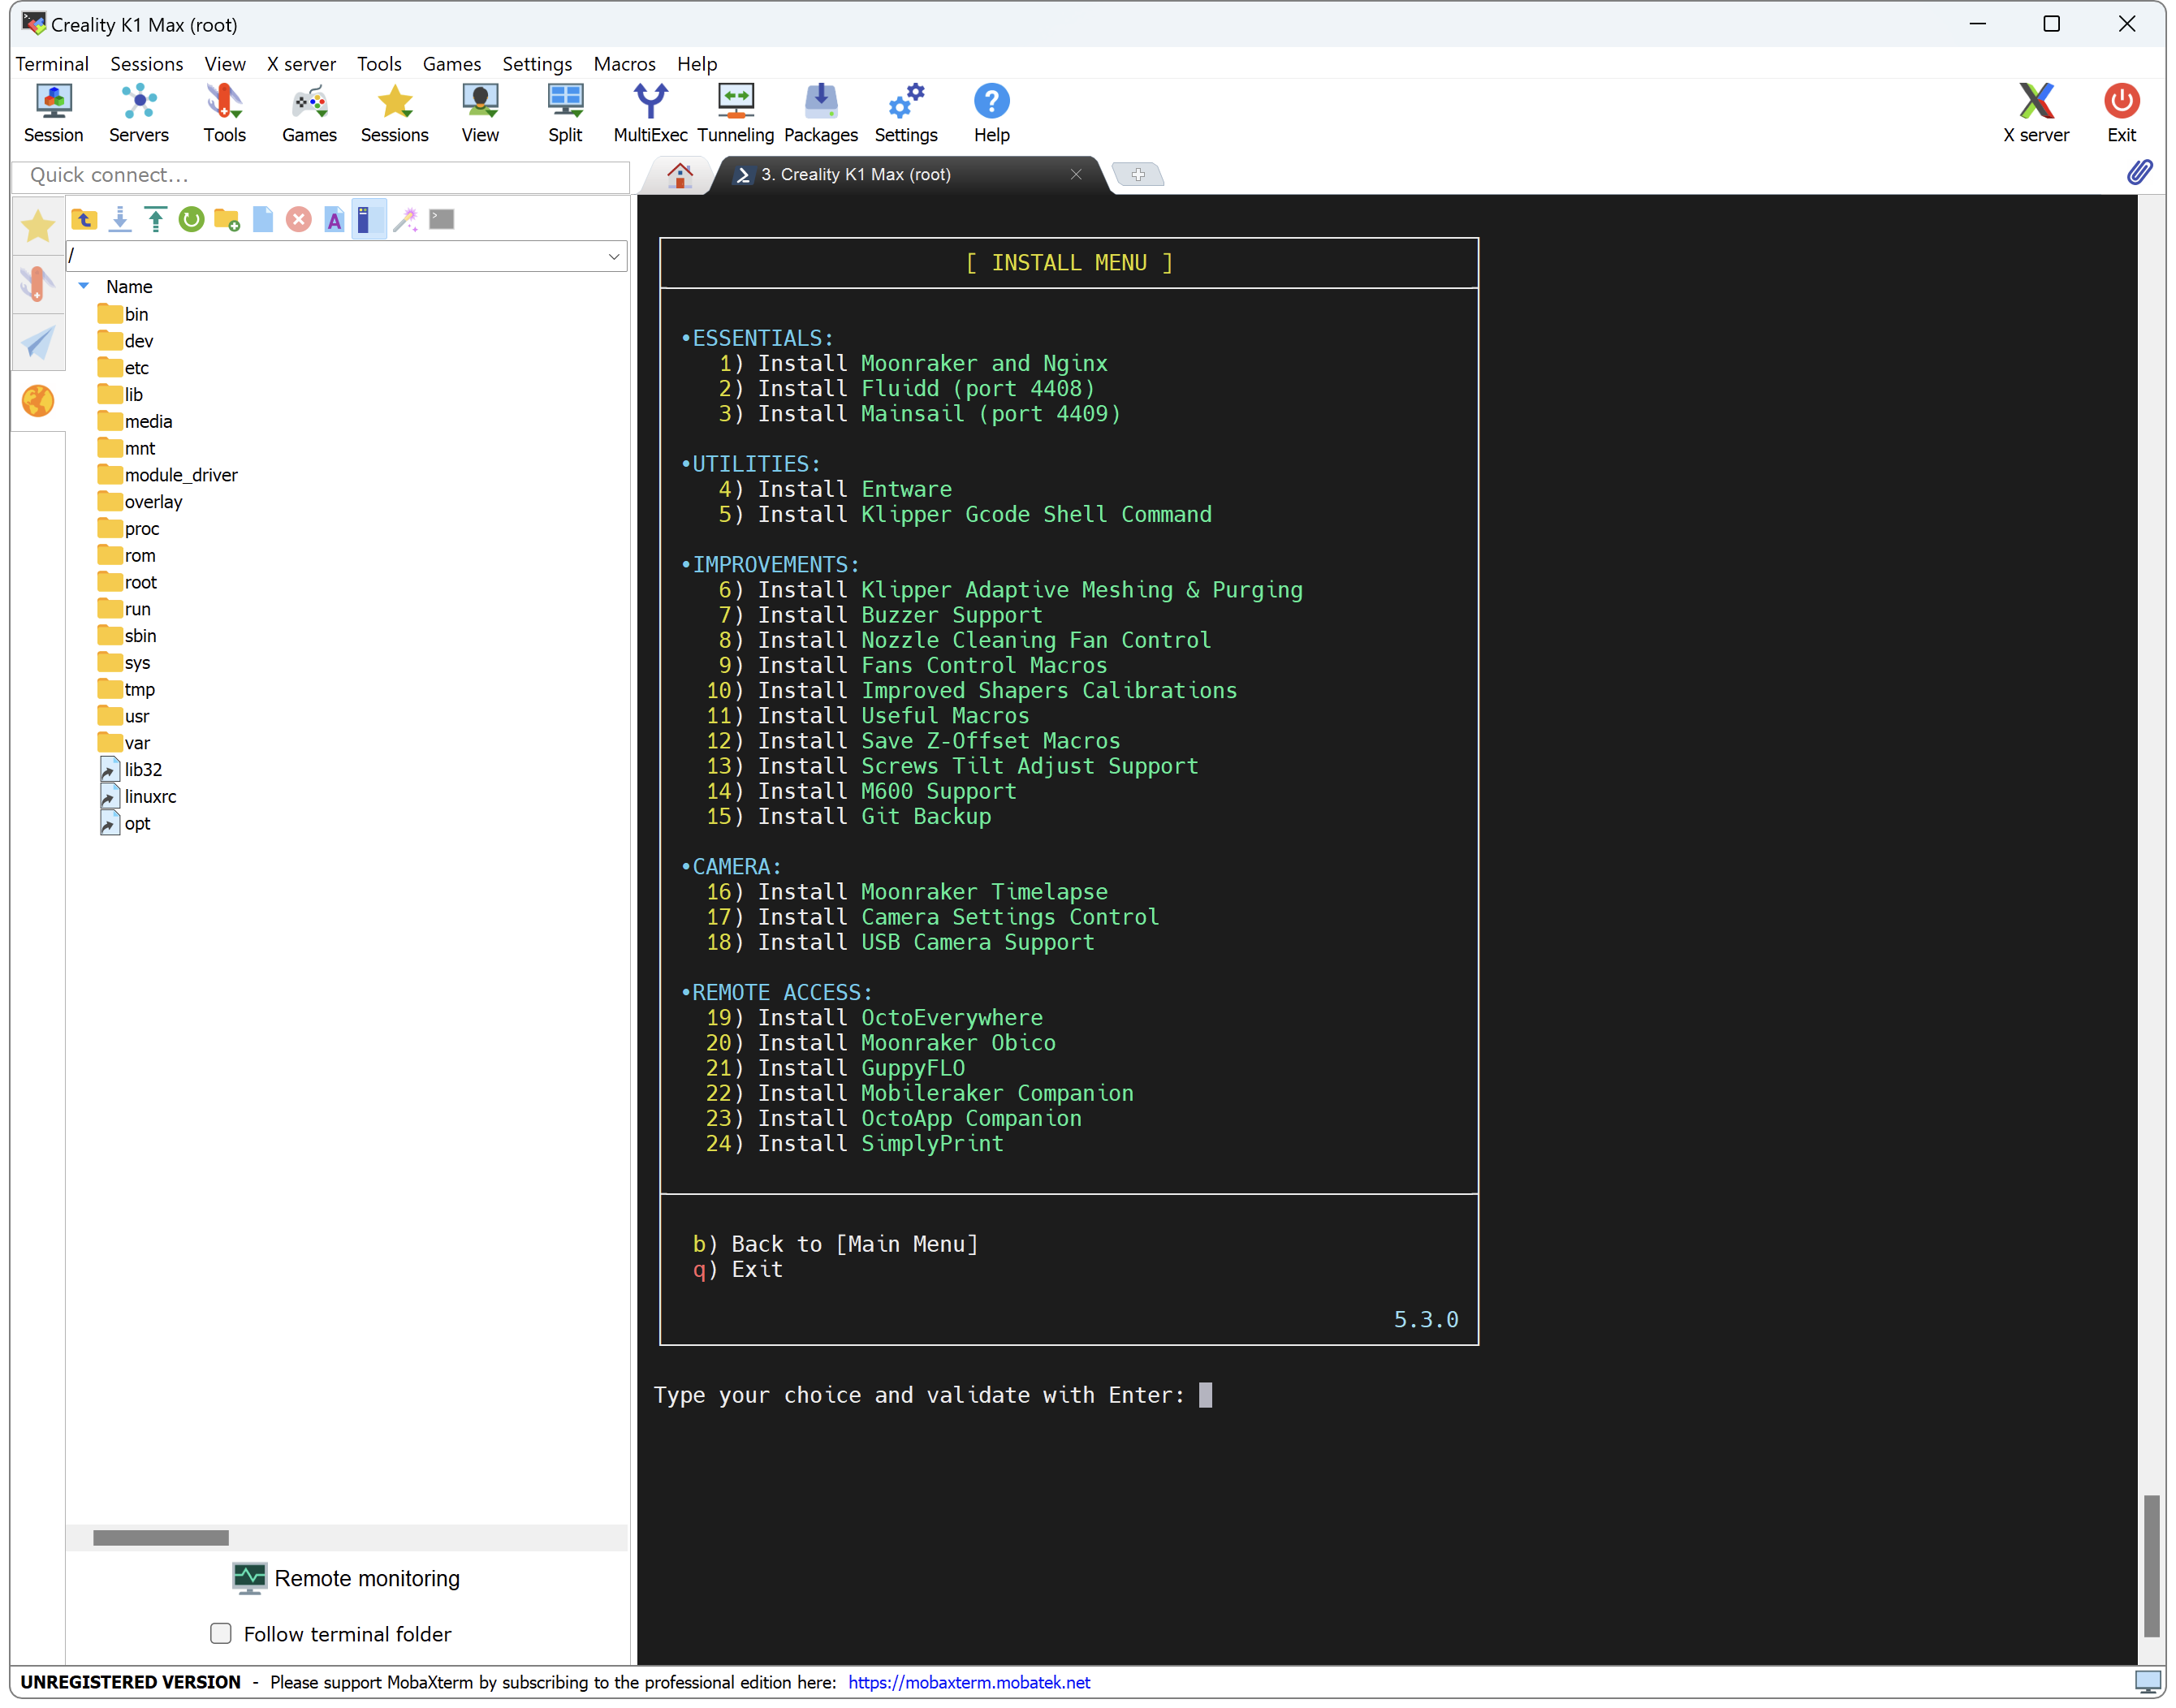 Creality K1 Max (root)
Terminal Sessions View X server Tools Games Settings Macros Help
Session Servers Tools Games Sessions View Split MultiExec Tunneling Packages Settings Help X server Exit
Quick connect...
3. Creality K1 Max (root)
/
Name
bin
dev
etc
lib
media
mnt
module_driver
overlay
proc
rom
root
run
sbin
sys
tmp
usr
var
lib32
linuxrc
opt
Remote monitoring
Follow terminal folder
[ INSTALL MENU ]
•ESSENTIALS:
1) Install Moonraker and Nginx
2) Install Fluidd (port 4408)
3) Install Mainsail (port 4409)
•UTILITIES:
4) Install Entware
5) Install Klipper Gcode Shell Command
•IMPROVEMENTS:
6) Install Klipper Adaptive Meshing & Purging
7) Install Buzzer Support
8) Install Nozzle Cleaning Fan Control
9) Install Fans Control Macros
10) Install Improved Shapers Calibrations
11) Install Useful Macros
12) Install Save Z-Offset Macros
13) Install Screws Tilt Adjust Support
14) Install M600 Support
15) Install Git Backup
•CAMERA:
16) Install Moonraker Timelapse
17) Install Camera Settings Control
18) Install USB Camera Support
•REMOTE ACCESS:
19) Install OctoEverywhere
20) Install Moonraker Obico
21) Install GuppyFLO
22) Install Mobileraker Companion
23) Install OctoApp Companion
24) Install SimplyPrint
b) Back to [Main Menu]
q) Exit
5.3.0
Type your choice and validate with Enter:
UNREGISTERED VERSION - Please support MobaXterm by subscribing to the professional edition here: https://mobaxterm.mobatek.net